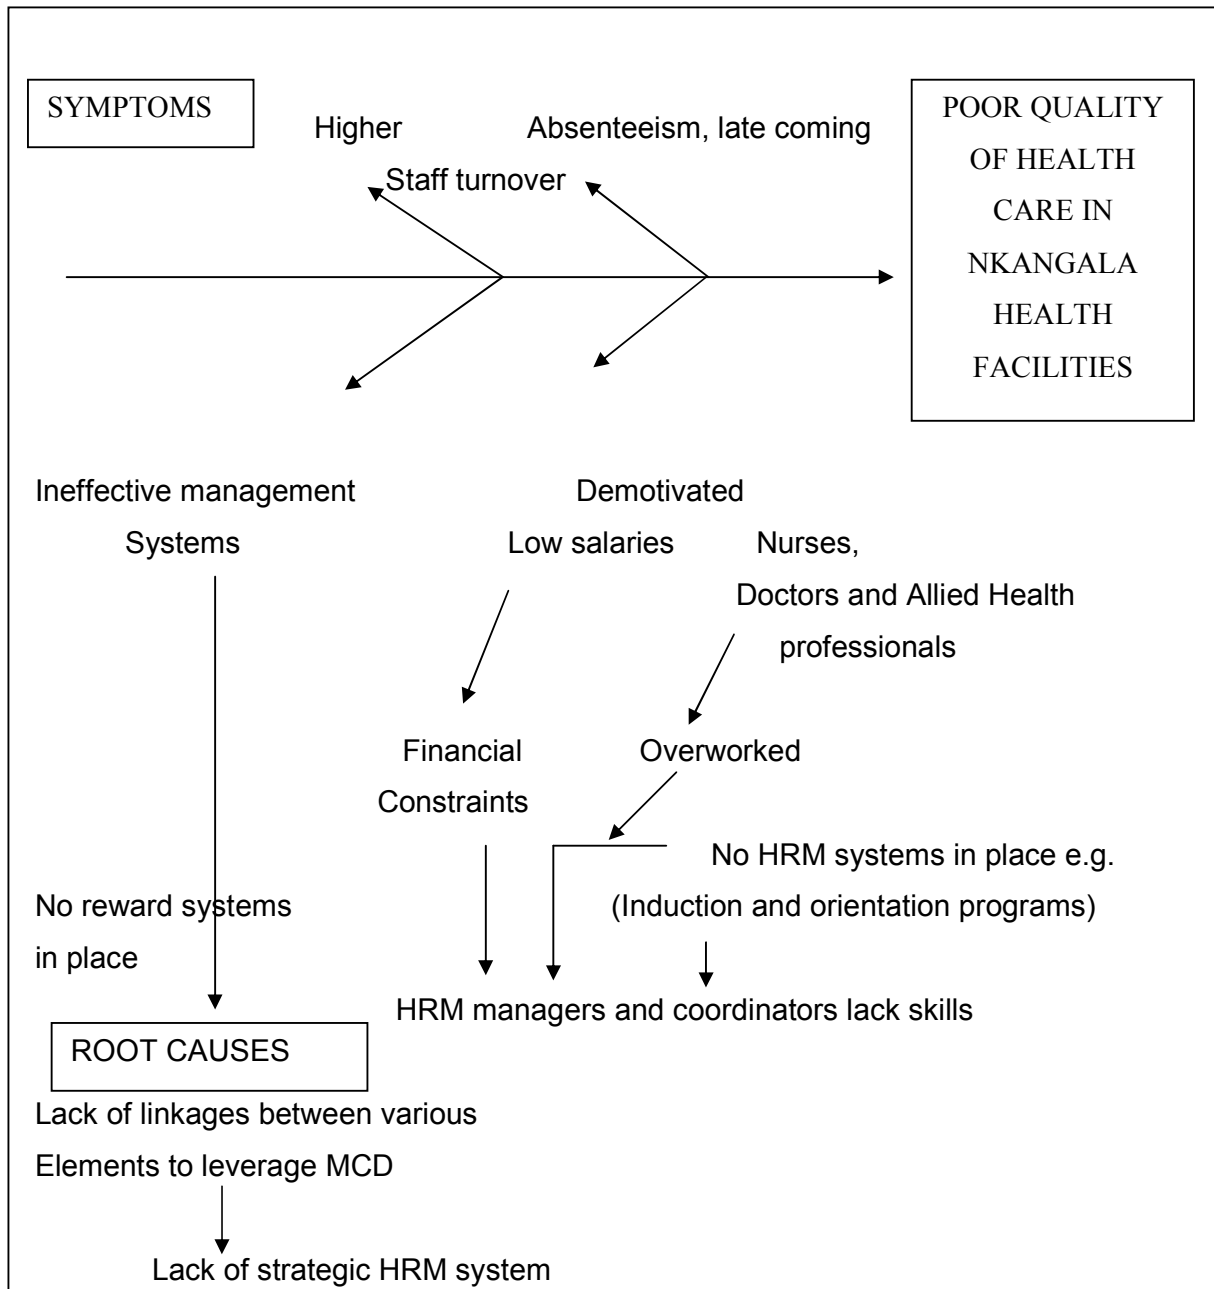 SYMPTOMS
Higher
Staff turnover
Absenteeism, late coming
POOR QUALITY
OF HEALTH
CARE IN
NKANGALA
HEALTH
FACILITIES
Ineffective management
Systems
Demotivated
Low salaries
Nurses,
Doctors and Allied Health
professionals
Financial
Constraints
Overworked
No HRM systems in place e.g.
(Induction and orientation programs)
No reward systems
in place
HRM managers and coordinators lack skills
ROOT CAUSES
Lack of linkages between various
Elements to leverage MCD
Lack of strategic HRM system